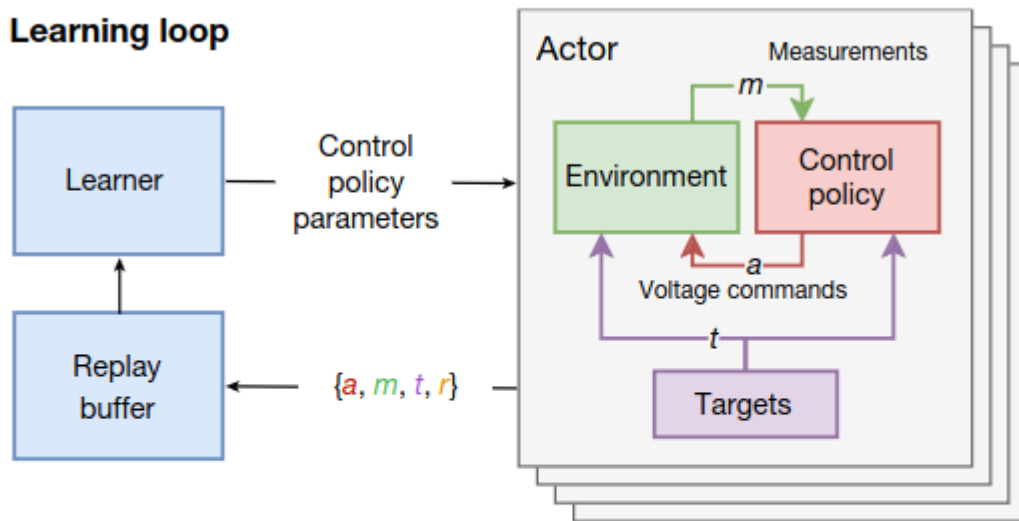 Learning loop
Actor
Measurements
m
Learner
Control
policy
parameters
Environment
Control
policy
a
Voltage commands
t
Replay
buffer
{a, m, t, r}
Targets